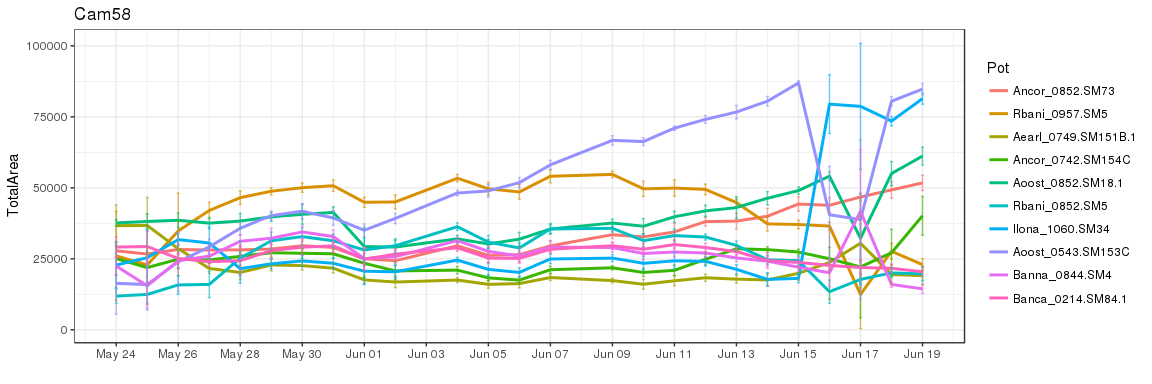 Cam58
TotalArea
100000
75000
50000
25000
0
May 24 May 26 May 28 May 30 Jun 01 Jun 03 Jun 05 Jun 07 Jun 09 Jun 11 Jun 13 Jun 15 Jun 17 Jun 19
Pot
Ancor_0852.SM73
Rbani_0957.SM5
Aearl_0749.SM151B.1
Ancor_0742.SM154C
Aoost_0852.SM18.1
Rbani_0852.SM5
Ilona_1060.SM34
Aoost_0543.SM153C
Banna_0844.SM4
Banca_0214.SM84.1